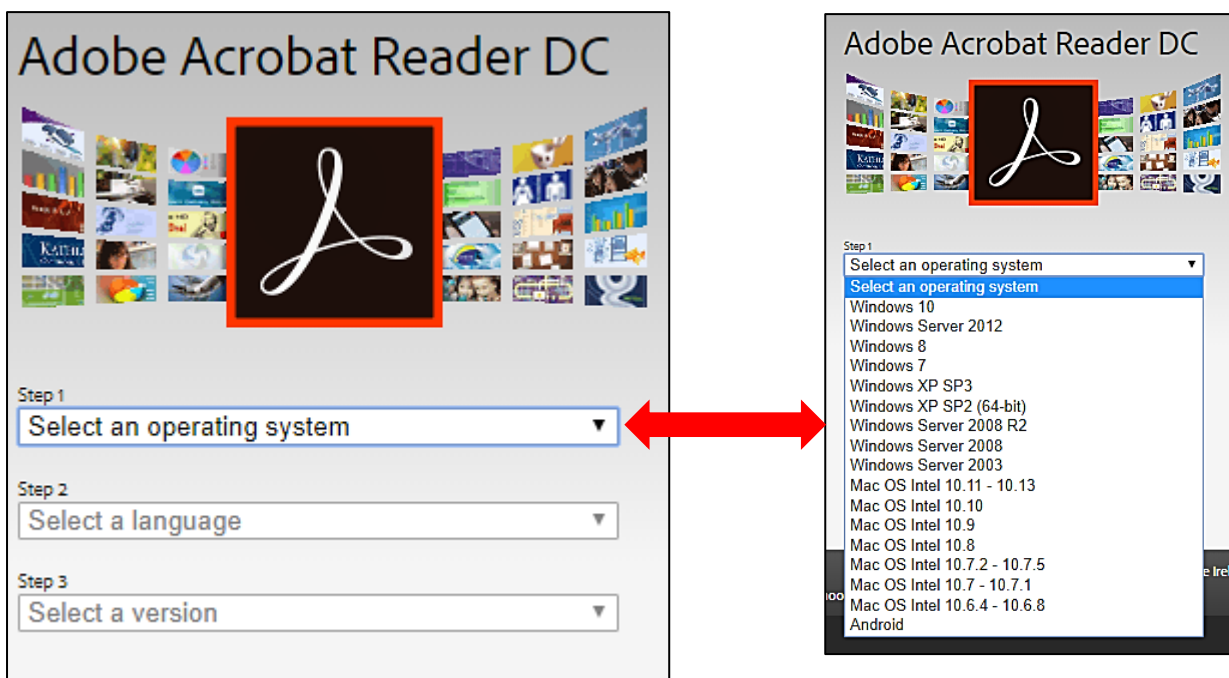 Adobe Acrobat Reader DC
Step 1
Select an operating system
Step 2
Select a language
Step 3
Select a version
Adobe Acrobat Reader DC
Step 1
Select an operating system
Select an operating system
Windows 10
Windows Server 2012
Windows 8
Windows 7
Windows XP SP3
Windows XP SP2 (64-bit)
Windows Server 2008 R2
Windows Server 2008
Windows Server 2003
Mac OS Intel 10.11 - 10.13
Mac OS Intel 10.10
Mac OS Intel 10.9
Mac OS Intel 10.8
Mac OS Intel 10.7.2 - 10.7.5
Mac OS Intel 10.7 - 10.7.1
Mac OS Intel 10.6.4 - 10.6.8
Android